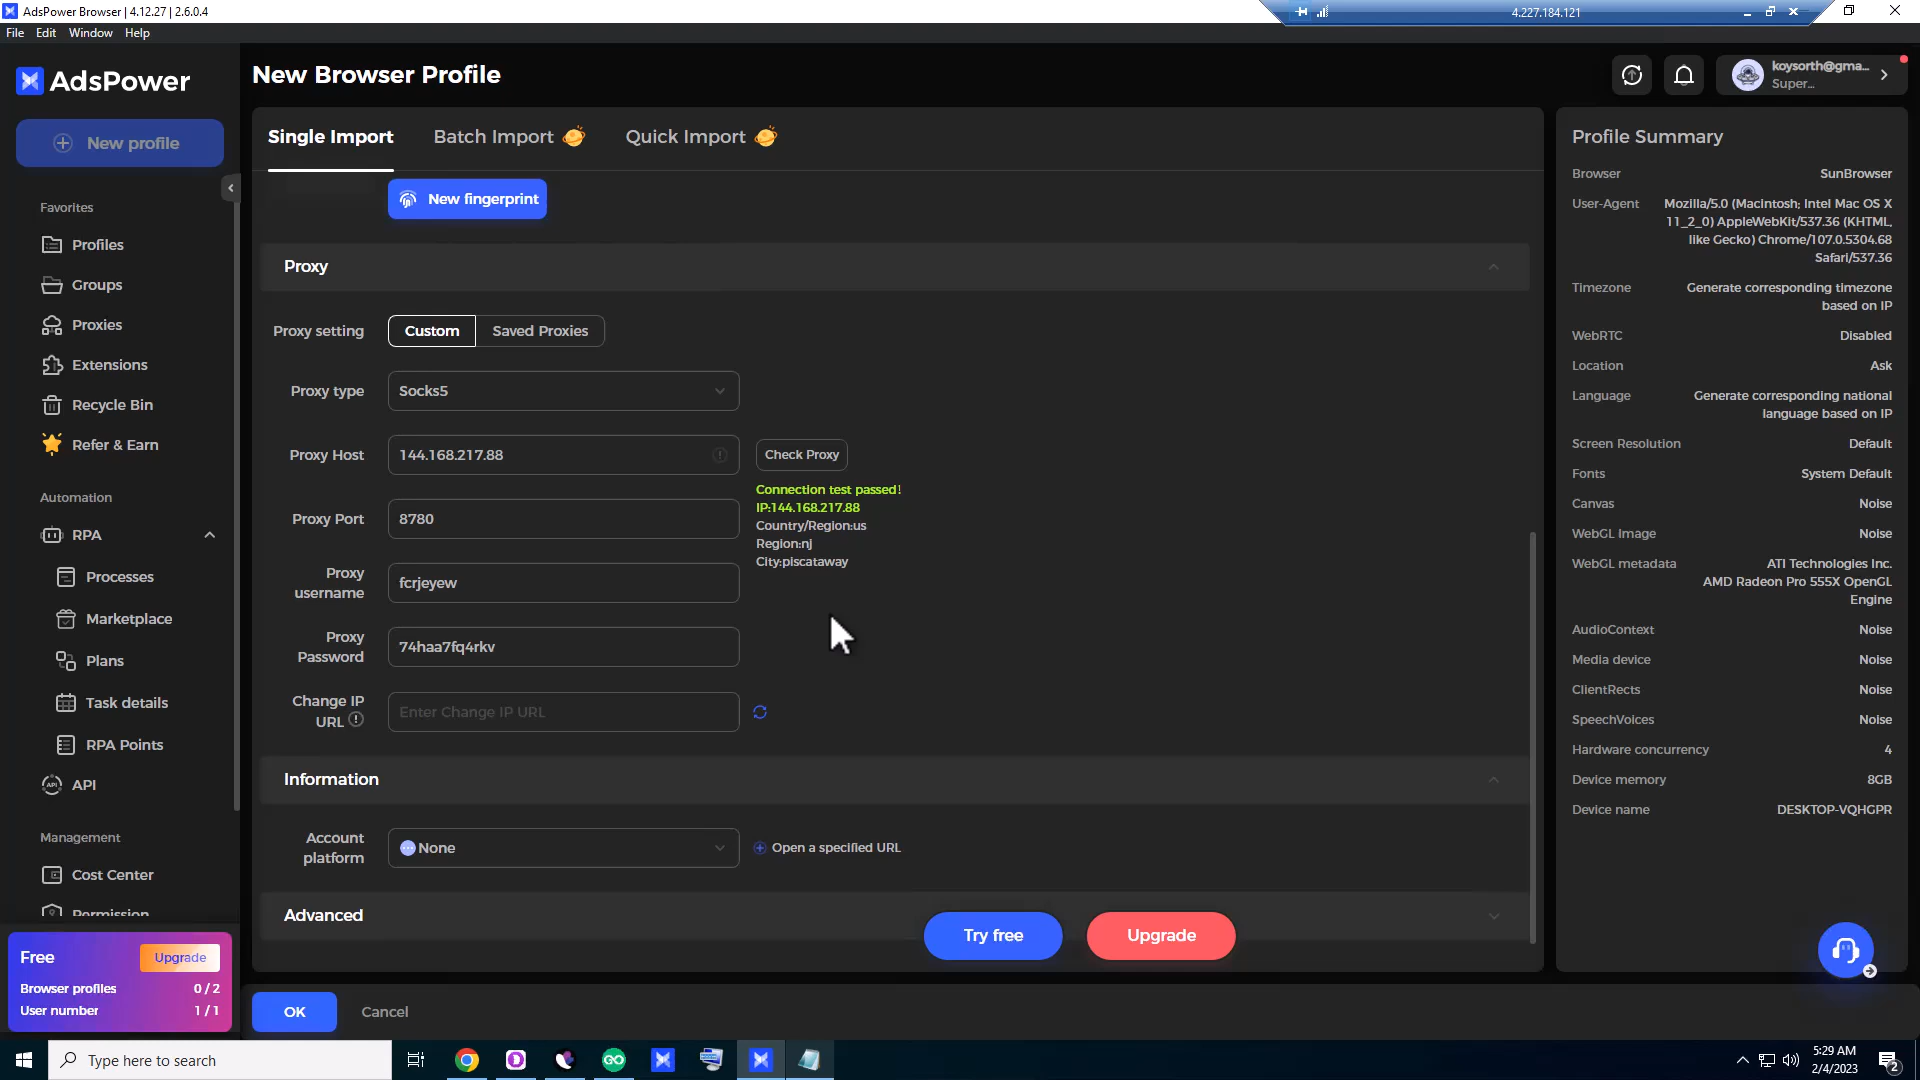 AdsPower Browser | 4.12.27 | 2.6.0.4
4.227.184.121
File Edit Window Help
AdsPower
New profile
Favorites
Profiles
Groups
Proxies
Extensions
Recycle Bin
Refer & Earn
Automation
RPA
Processes
Marketplace
Plans
Task details
RPA Points
API
API
Management
Cost Center
Permission
Free
Upgrade
Browser profiles 0 / 2
User number 1 / 1
New Browser Profile
koysorth@gma...
Super...
Single Import
Batch Import
Quick Import
New fingerprint
Proxy
Proxy setting
Custom
Saved Proxies
Proxy type
Socks5
Proxy Host
144.168.217.88
Check Proxy
Connection test passed!
IP:144.168.217.88
Country/Region:us
Region:nj
City:piscataway
Proxy Port
8780
Proxy
username
fcrjeyew
Proxy
Password
74haa7fq4rkv
Change IP
URL
Enter Change IP URL
Information
Account
platform
None
Open a specified URL
Advanced
Try free
Upgrade
OK
Cancel
Profile Summary
Browser SunBrowser
User-Agent Mozilla/5.0 (Macintosh; Intel Mac OS X
11_2_0) AppleWebKit/537.36 (KHTML,
like Gecko) Chrome/107.0.5304.68
Safari/537.36
Timezone Generate corresponding timezone
based on IP
WebRTC Disabled
Location Ask
Language Generate corresponding national
language based on IP
Screen Resolution Default
Fonts System Default
Canvas Noise
WebGL Image Noise
WebGL metadata ATI Technologies Inc.
AMD Radeon Pro 555X OpenGL
Engine
AudioContext Noise
Media device Noise
ClientRects Noise
SpeechVoices Noise
Hardware concurrency 4
Device memory 8GB
Device name DESKTOP-VQHGPR
Type here to search
GO
5:29 AM
2/4/2023
2